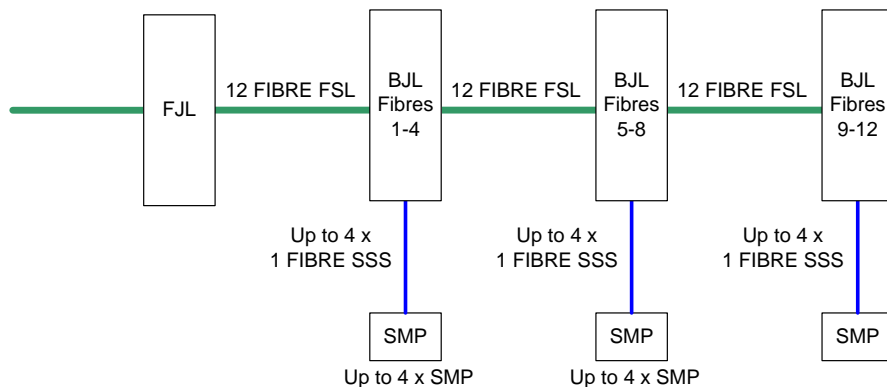 FJL
12 FIBRE FSL
BJL
Fibres
1-4
12 FIBRE FSL
BJL
Fibres
5-8
12 FIBRE FSL
BJL
Fibres
9-12
Up to 4 x
1 FIBRE SSS
Up to 4 x
1 FIBRE SSS
Up to 4 x
1 FIBRE SSS
SMP
SMP
SMP
Up to 4 x SMP
Up to 4 x SMP